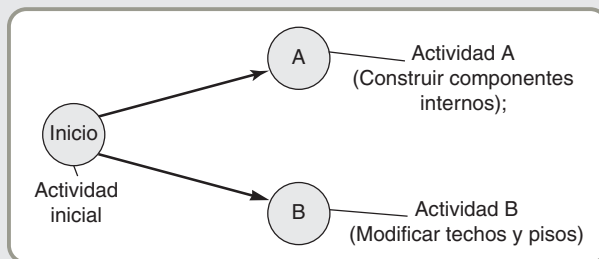 A
Actividad A
(Construir componentes
internos);
Inicio
Actividad
inicial
B
Actividad B
(Modificar techos y pisos)